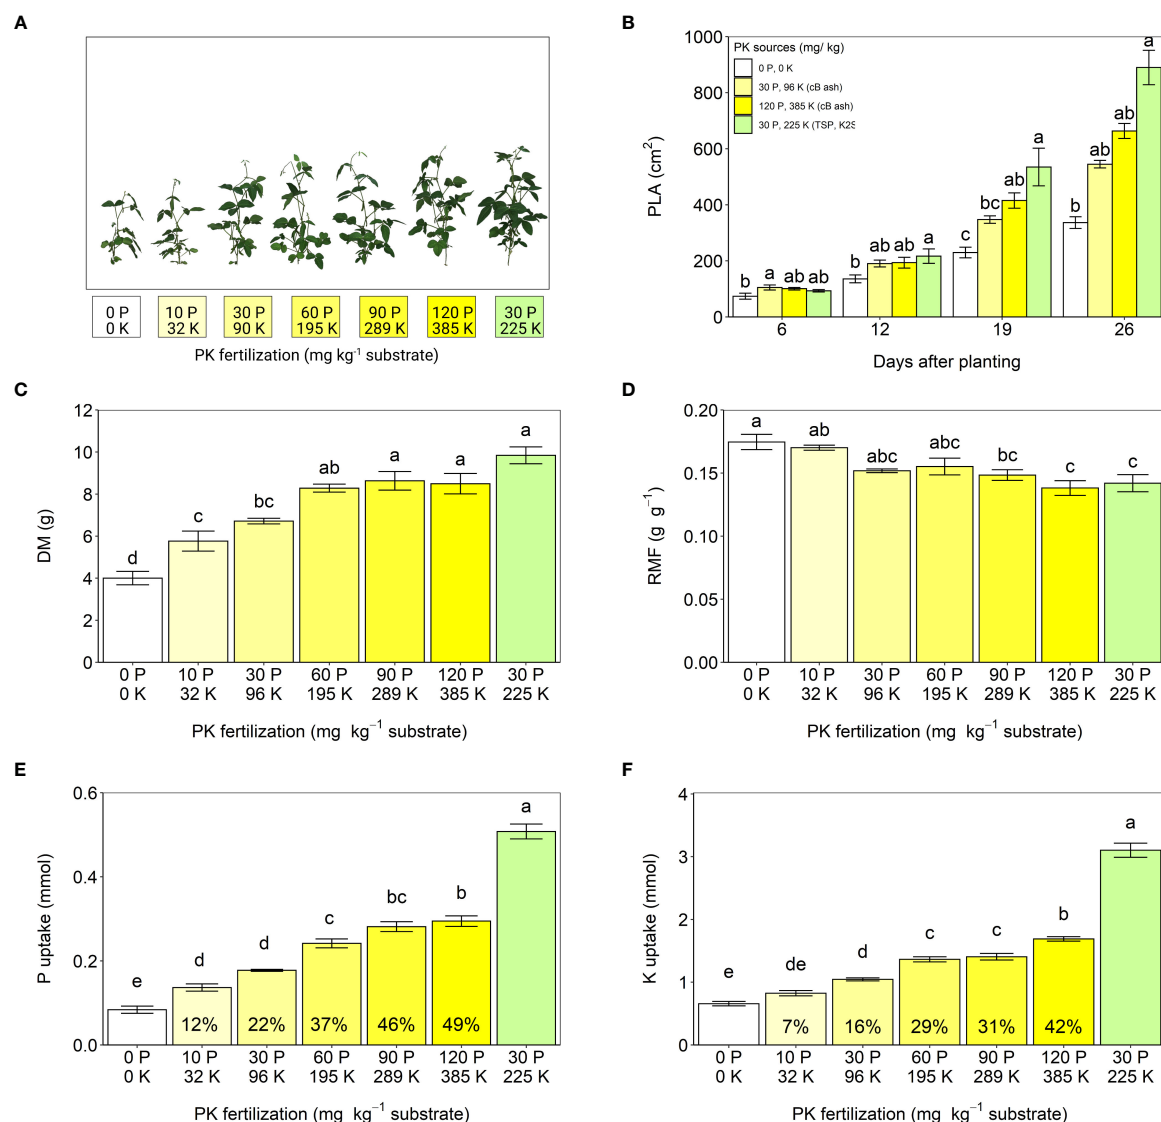 A
0 P 10 P 30 P 60 P 90 P 120 P 30 P
0 K 32 K 90 K 195 K 289 K 385 K 225 K
PK fertilization (mg kg⁻¹ substrate)
B
PLA (cm²)
1000
800
600
400
200
0
PK sources (mg/ kg)
0 P, 0 K
30 P, 96 K (cB ash)
120 P, 385 K (cB ash)
30 P, 225 K (TSP, K2S
b a ab ab
b ab ab a
c bc ab a
b ab ab a
6 12 19 26
Days after planting
C
DM (g)
12
10
8
6
4
2
0
d c bc ab a a a
0 P 10 P 30 P 60 P 90 P 120 P 30 P
0 K 32 K 96 K 195 K 289 K 385 K 225 K
PK fertilization (mg kg⁻¹ substrate)
D
RMF (g g⁻¹)
0.20
0.15
0.10
0.05
0.00
a ab abc abc bc c c
0 P 10 P 30 P 60 P 90 P 120 P 30 P
0 K 32 K 96 K 195 K 289 K 385 K 225 K
PK fertilization (mg kg⁻¹ substrate)
E
P uptake (mmol)
0.6
0.4
0.2
0.0
e d d c bc b a
12% 22% 37% 46% 49%
0 P 10 P 30 P 60 P 90 P 120 P 30 P
0 K 32 K 96 K 195 K 289 K 385 K 225 K
PK fertilization (mg kg⁻¹ substrate)
F
K uptake (mmol)
4
3
2
1
0
e de d c c b a
7% 16% 29% 31% 42%
0 P 10 P 30 P 60 P 90 P 120 P 30 P
0 K 32 K 96 K 195 K 289 K 385 K 225 K
PK fertilization (mg kg⁻¹ substrate)